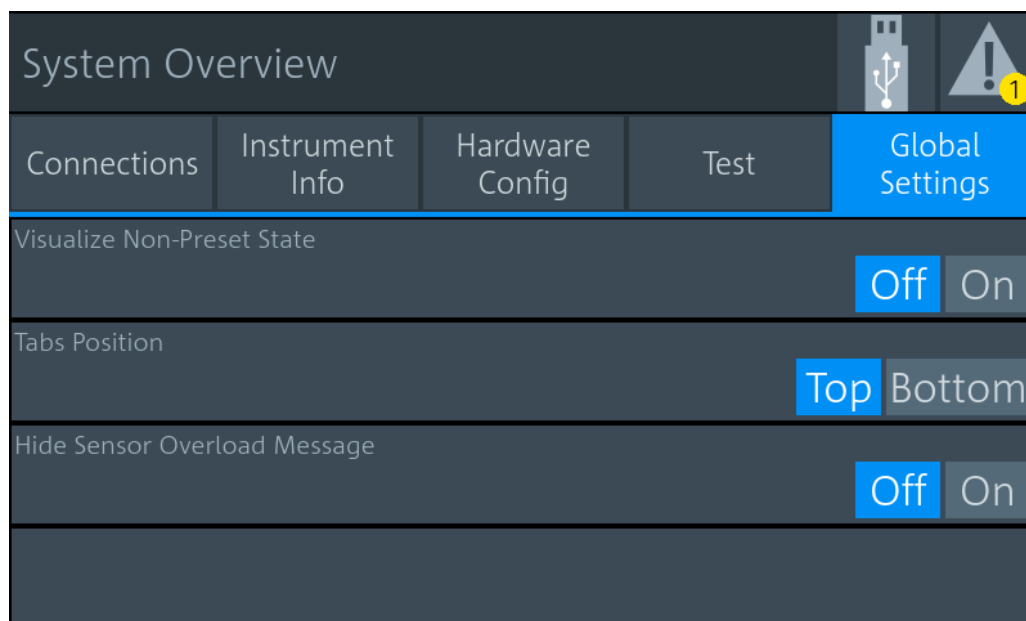 System Overview
1
Connections
Instrument
Info
Hardware
Config
Test
Global
Settings
Visualize Non-Preset State
Off On
Tabs Position
Top Bottom
Hide Sensor Overload Message
Off On